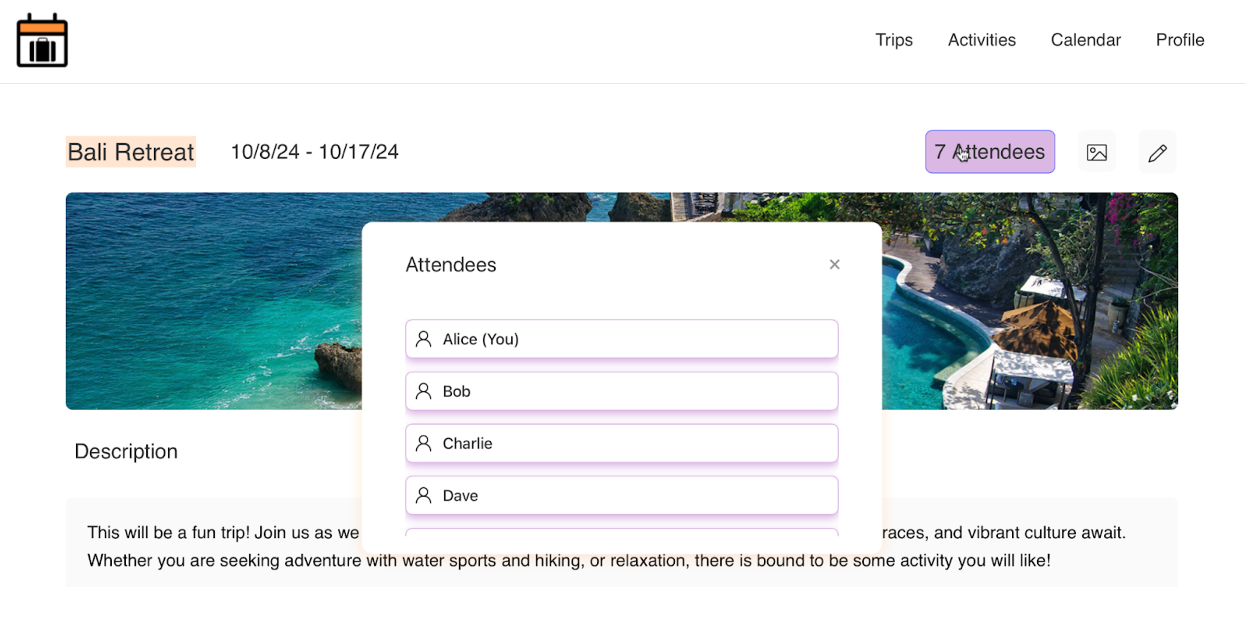 Trips Activities Calendar Profile
Bali Retreat 10/8/24 - 10/17/24 7 Attendees
Attendees ×
Alice (You)
Bob
Charlie
Dave
Description
This will be a fun trip! Join us as we races, and vibrant culture await.
Whether you are seeking adventure with water sports and hiking, or relaxation, there is bound to be some activity you will like!